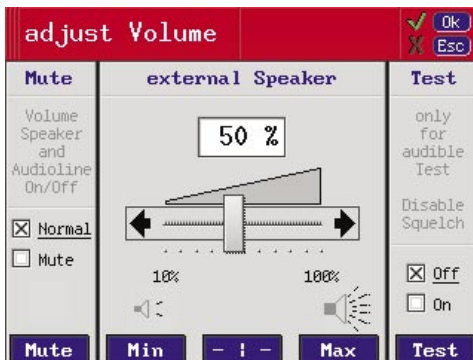 adjust Volume
Ok
Esc
Mute
Volume
Speaker
and
Audioline
On/Off
Normal
Mute
Mute
external Speaker
50 %
10%
100%
Min
- ¦ -
Max
Test
only
for
audible
Test
Disable
Squelch
Off
On
Test